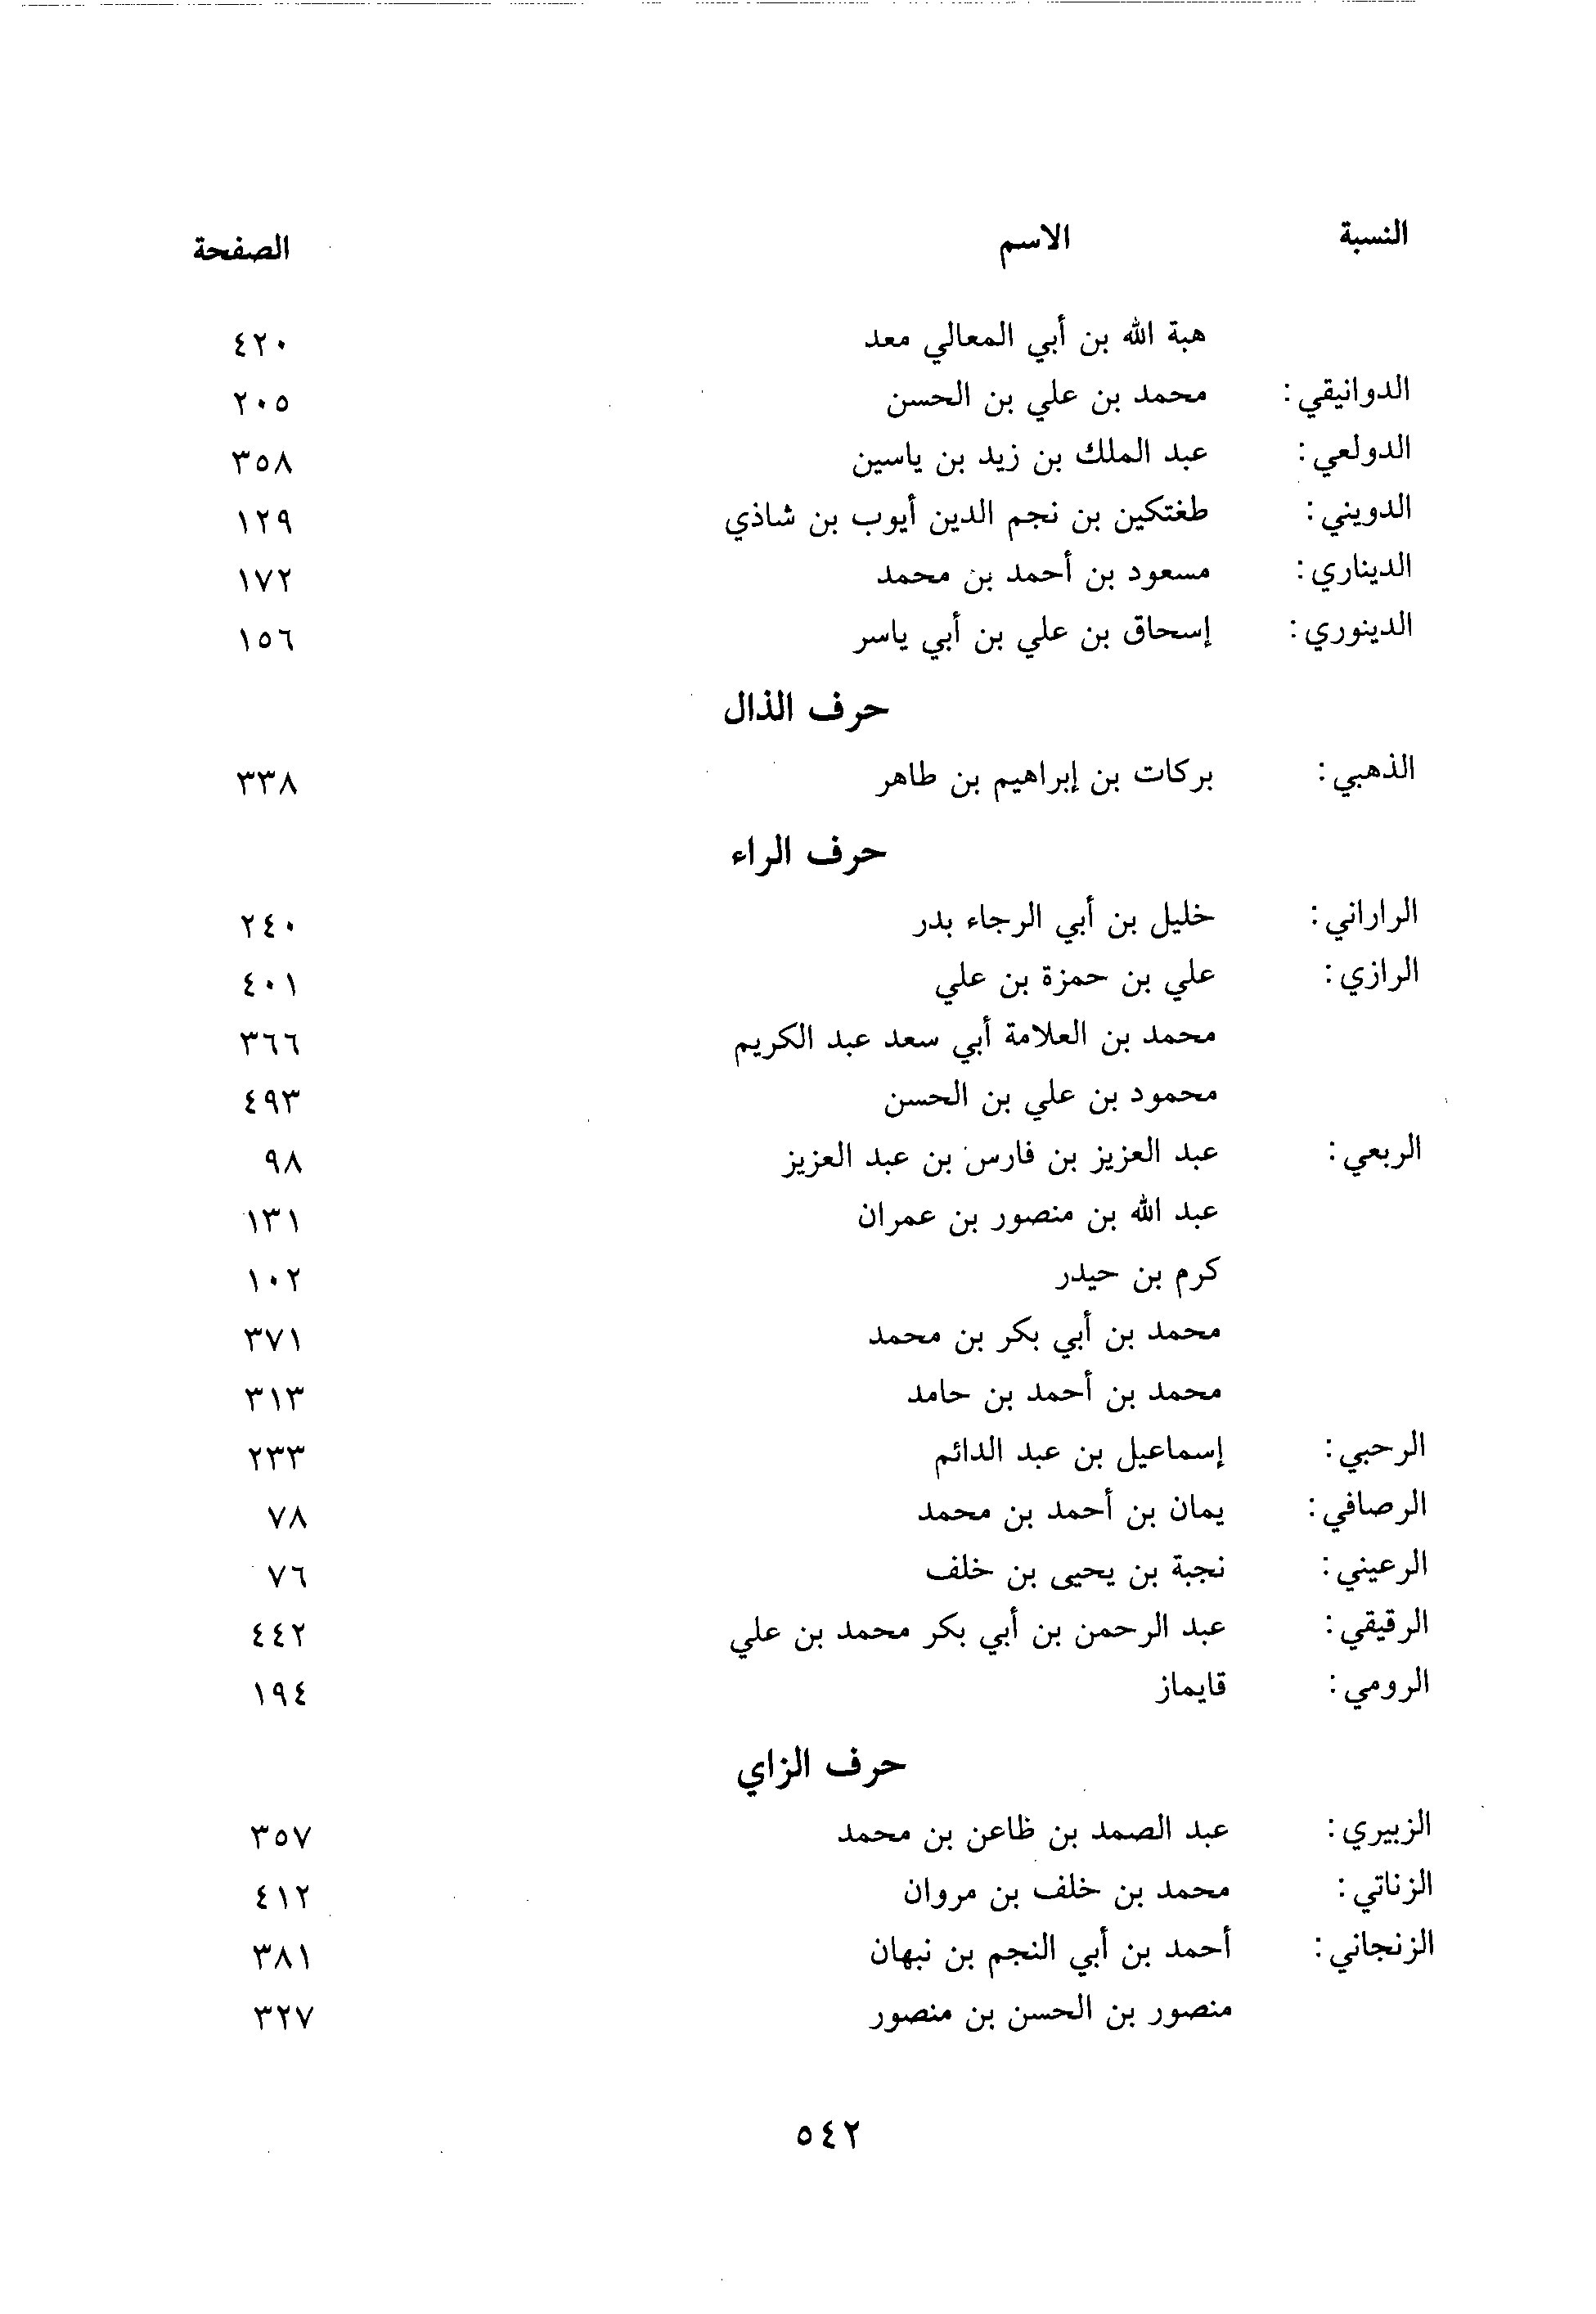 النسبة الاسم الصفحة
هبة الله بن أبي المعالي معد ٤٢٠
الدوانيقي: محمد بن علي بن الحسن ٢٠٥
الدولعي: عبد الملك بن زيد بن ياسين ٣٥٨
الدويني: طغتكين بن نجم الدين أيوب بن شاذي ١٢٩
الديناري: مسعود بن أحمد بن محمد ١٧٢
الدينوري: إسحاق بن علي بن أبي ياسر ١٥٦
حرف الذال
الذهبي: بركات بن إبراهيم بن طاهر ٣٣٨
حرف الراء
الراراني: خليل بن أبي الرجاء بدر ٢٤٠
الرازي: علي بن حمزة بن علي ٤٠١
محمد بن العلامة أبي سعد عبد الكريم ٣٦٦
محمود بن علي بن الحسن ٤٩٣
الربعي: عبد العزيز بن فارس بن عبد العزيز ٩٨
عبد الله بن منصور بن عمران ١٣١
كرم بن حيدر ١٠٢
محمد بن أبي بكر بن محمد ٣٧١
محمد بن أحمد بن حامد ٣١٣
الرحبي: إسماعيل بن عبد الدائم ٢٣٣
الرصافي: يمان بن أحمد بن محمد ٧٨
الرعيني: نجبة بن يحيى بن خلف ٧٦
الرقيقي: عبد الرحمن بن أبي بكر محمد بن علي ٤٤٢
الرومي: قايماز ١٩٤
حرف الزاي
الزبيري: عبد الصمد بن ظاعن بن محمد ٣٥٧
الزناتي: محمد بن خلف بن مروان ٤١٢
الزنجاني: أحمد بن أبي النجم بن نبهان ٣٨١
منصور بن الحسن بن منصور ٣٢٧
٥٤٢